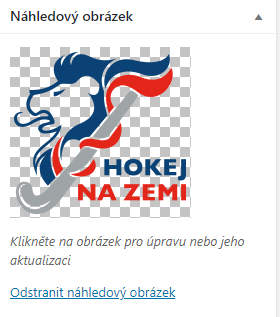 Náhledový obrázek
HOKEJ
NA ZEMI
Klikněte na obrázek pro úpravu nebo jeho
aktualizaci
Odstranit náhledový obrázek